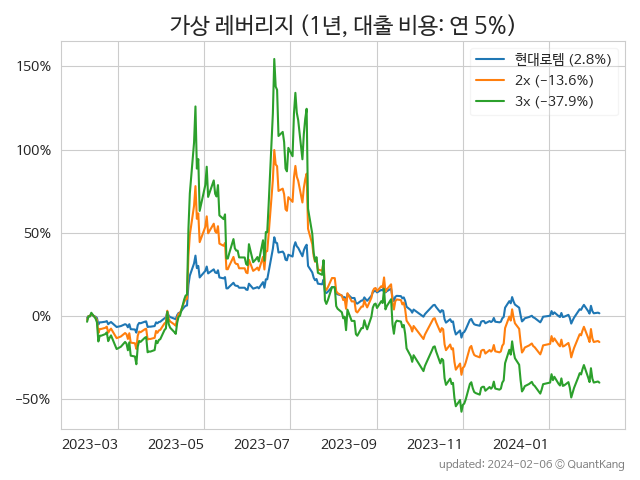 가상 레버리지 (1년, 대출 비용: 연 5%)
현대로템 (2.8%)
2x (−13.6%)
3x (−37.9%)
150%
100%
50%
0%
−50%
2023-03 2023-05 2023-07 2023-09 2023-11 2024-01
updated: 2024-02-06 © QuantKang